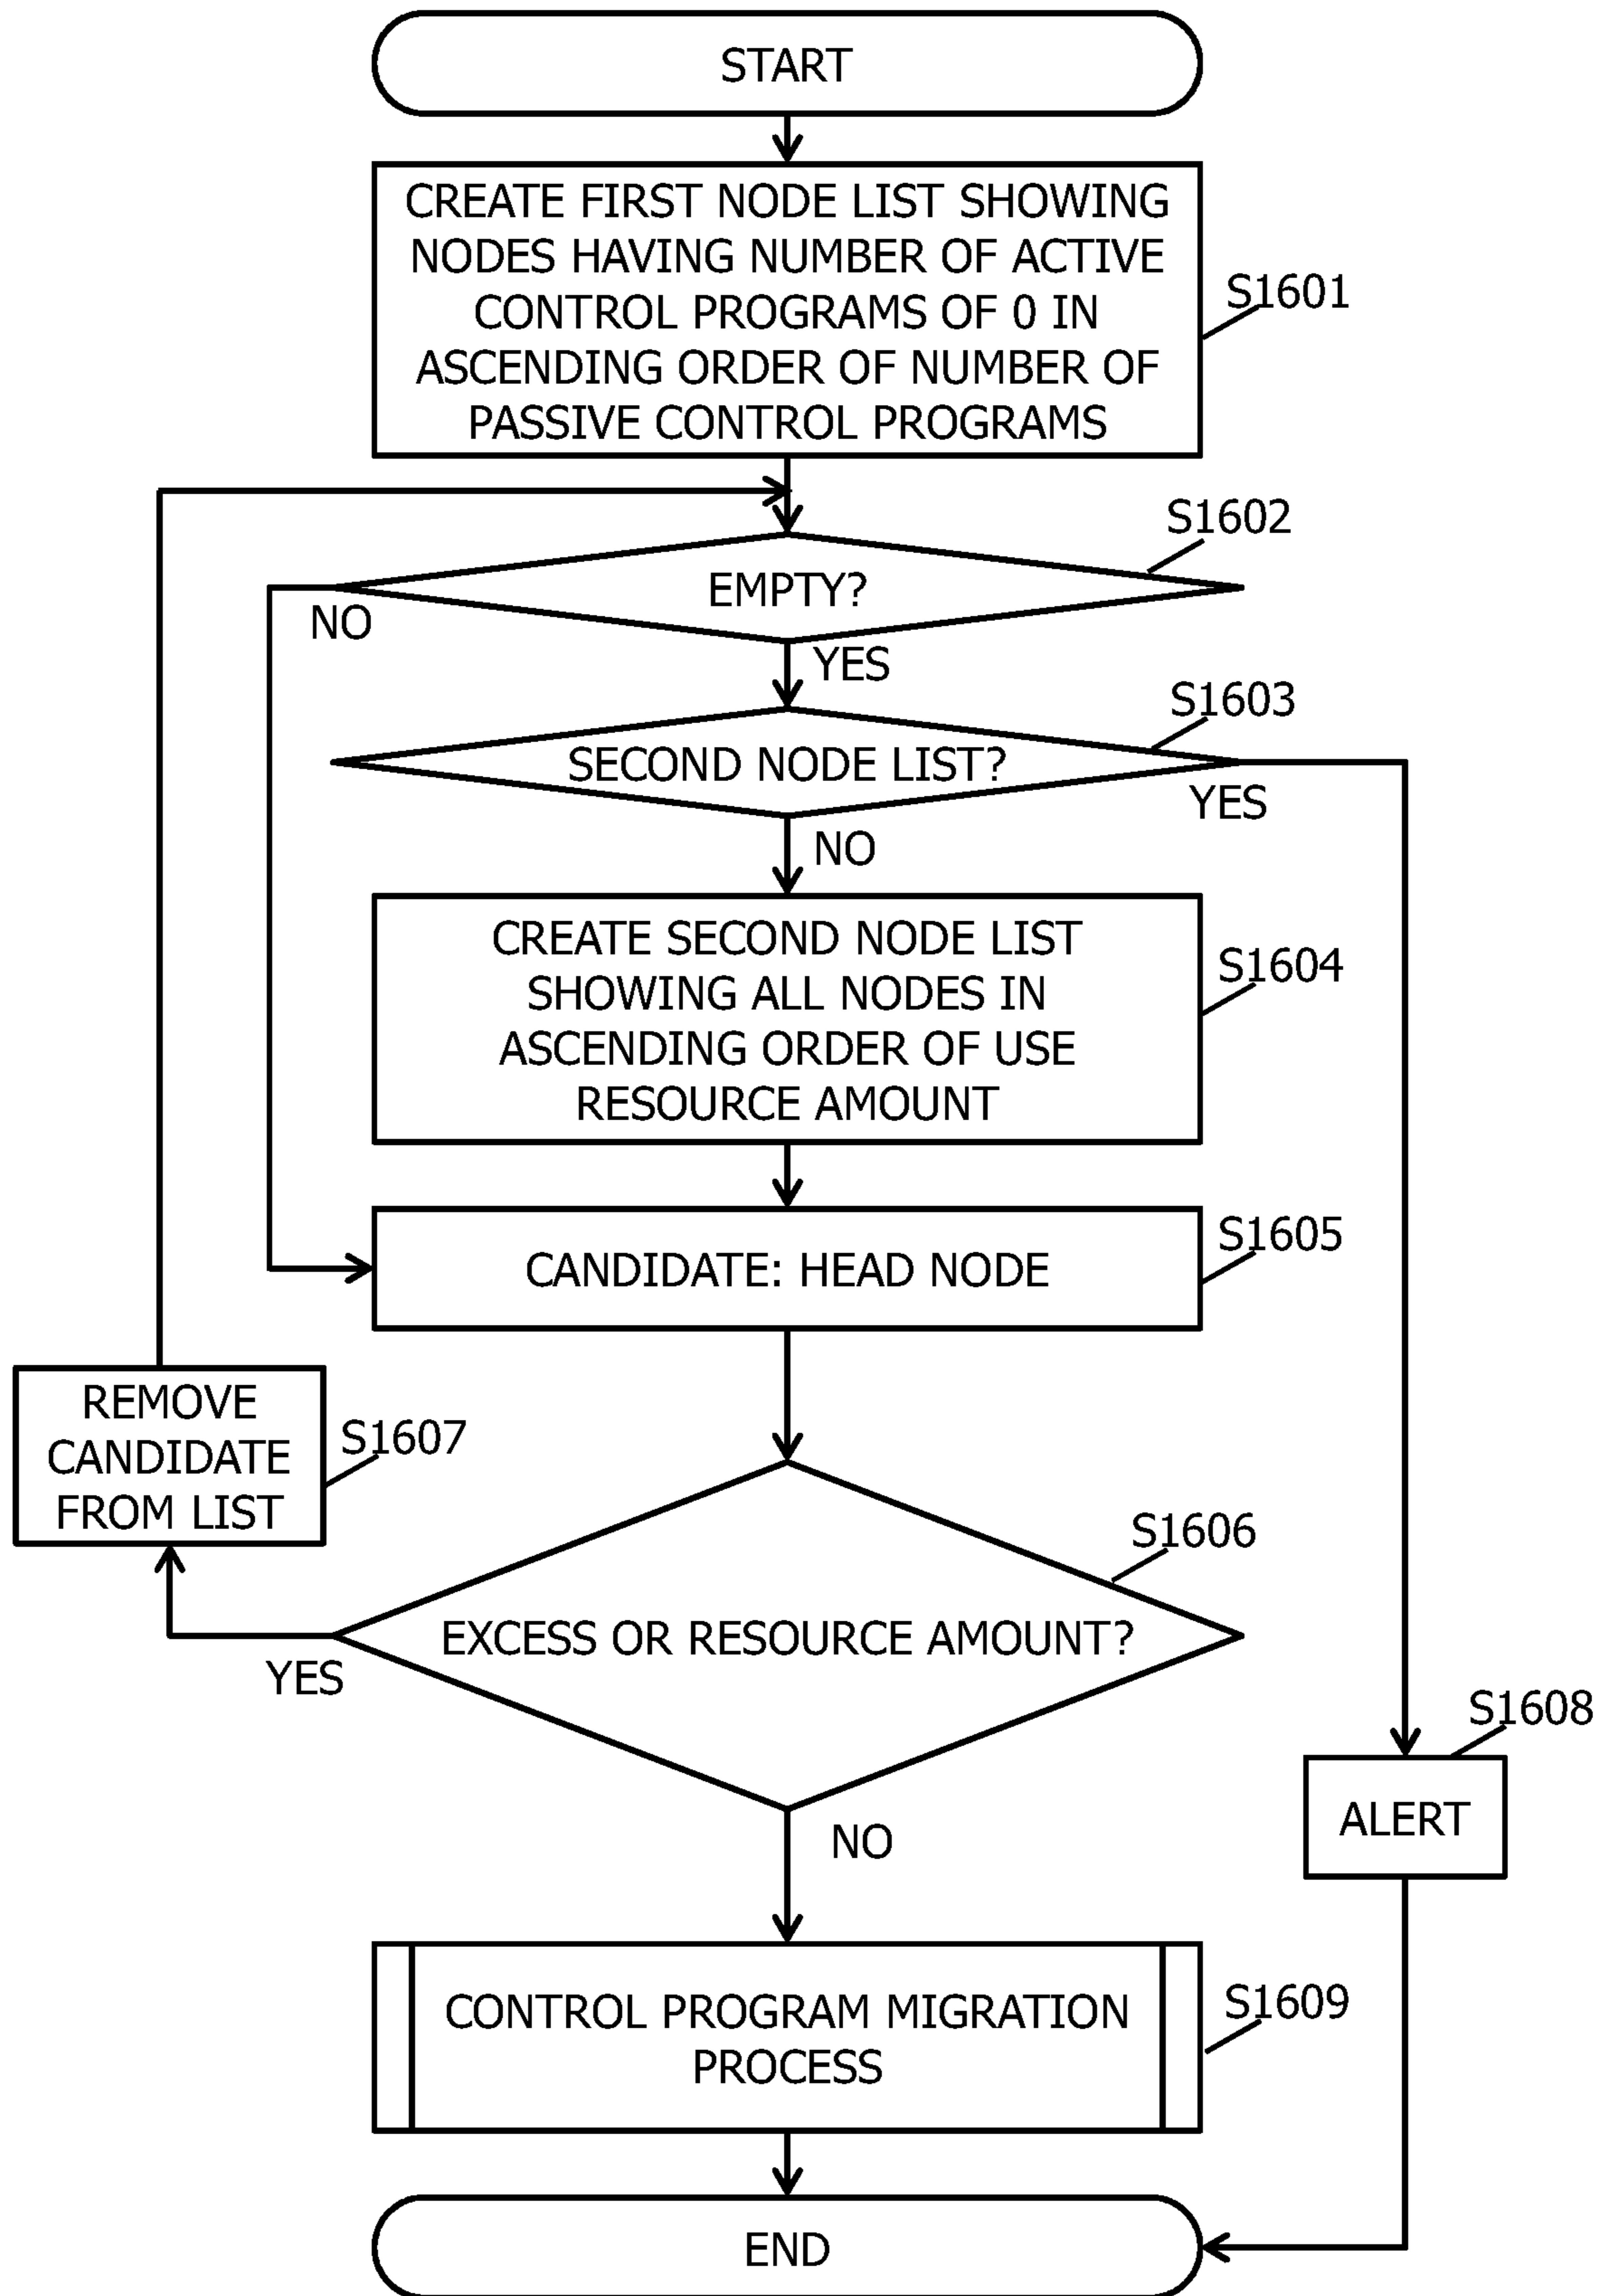 START
CREATE FIRST NODE LIST SHOWING
NODES HAVING NUMBER OF ACTIVE
CONTROL PROGRAMS OF 0 IN
ASCENDING ORDER OF NUMBER OF
PASSIVE CONTROL PROGRAMS
S1601
S1602
EMPTY?
NO
YES
S1603
SECOND NODE LIST?
YES
NO
CREATE SECOND NODE LIST
SHOWING ALL NODES IN
ASCENDING ORDER OF USE
RESOURCE AMOUNT
S1604
CANDIDATE: HEAD NODE
S1605
REMOVE
CANDIDATE
FROM LIST
S1607
S1606
EXCESS OR RESOURCE AMOUNT?
YES
NO
S1608
ALERT
CONTROL PROGRAM MIGRATION
PROCESS
S1609
END